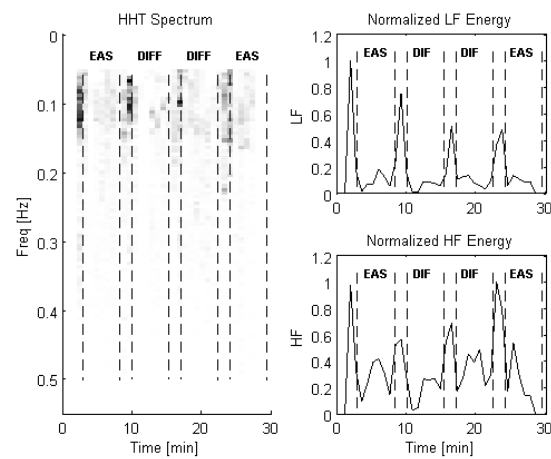 HHT Spectrum
0
0.1
0.2
0.3
0.4
0.5
Freq [Hz]
EAS DIFF DIFF EAS
0 10 20 30
Time [min]
Normalized LF Energy
1.2
1
0.8
0.6
0.4
0.2
0
LF
EAS DIF DIF EAS
0 10 20 30
Normalized HF Energy
1.2
1
0.8
0.6
0.4
0.2
0
HF
EAS DIF DIF EAS
0 10 20 30
Time [min]